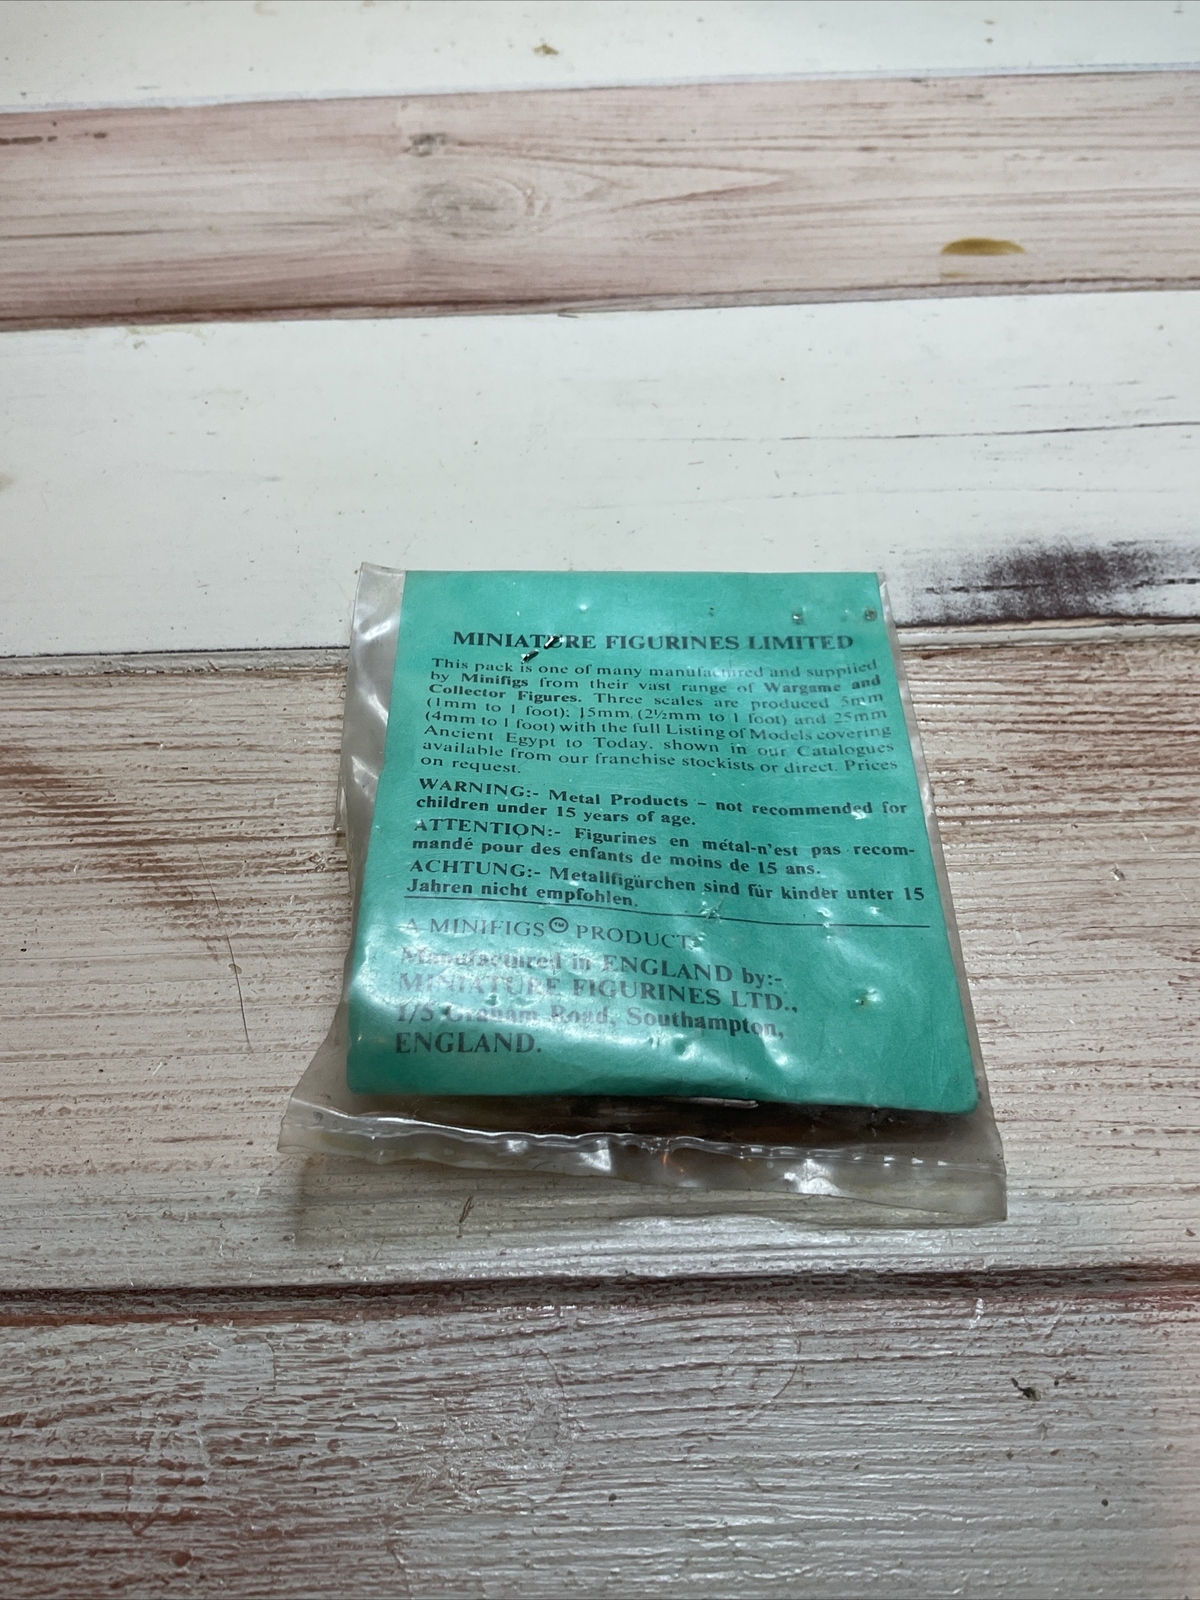 MINIATURE FIGURINES LIMITED
This pack is one of many manufactured and supplied
by Minifigs from their vast range of Wargame and
Collector Figures. Three scales are produced 5mm
(1mm to 1 foot); 15mm, (2½mm to 1 foot) and 25mm
(4mm to 1 foot) with the full Listing of Models covering
Ancient Egypt to Today, shown in our Catalogues
available from our franchise stockists or direct. Prices
on request.
WARNING:- Metal Products – not recommended for
children under 15 years of age.
ATTENTION:- Figurines en métal-n'est pas recom-
mandé pour des enfants de moins de 15 ans.
ACHTUNG:- Metallfigürchen sind für kinder unter 15
Jahren nicht empfohlen.
A MINIFIGS™ PRODUCT
Manufactured in ENGLAND by:-
MINIATURE FIGURINES LTD.,
1/5 Graham Road, Southampton,
ENGLAND.